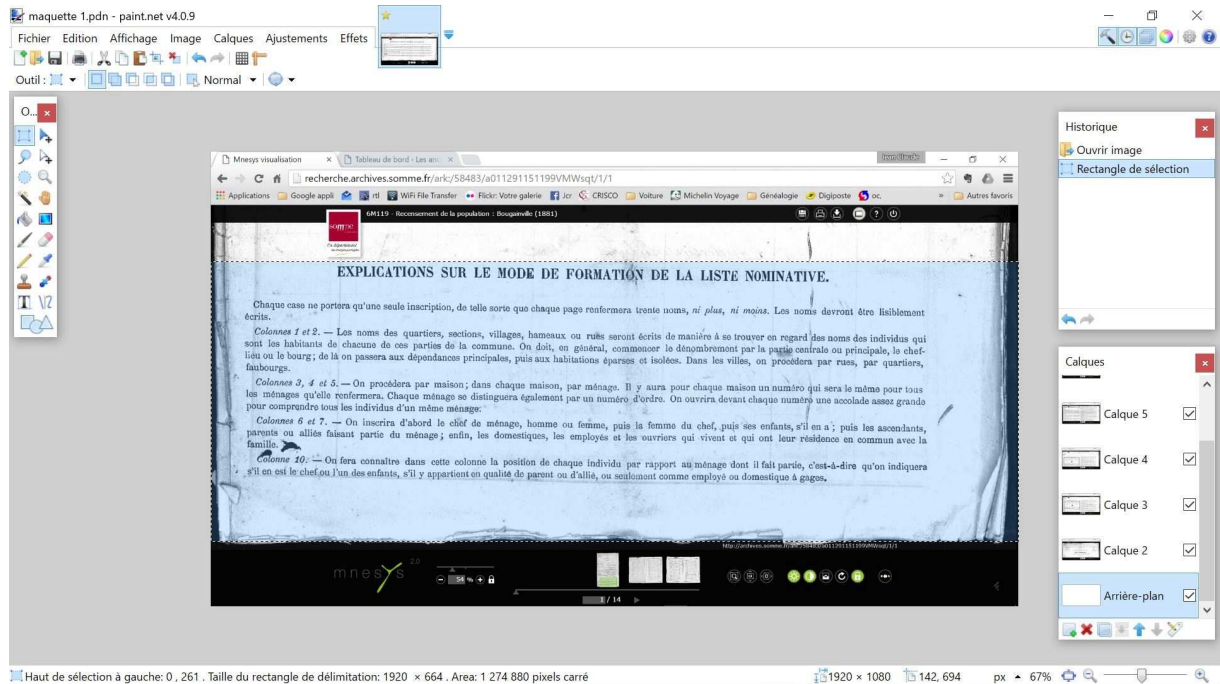 maquette 1.pdn - paint.net v4.0.9
Fichier Edition Affichage Image Calques Ajustements Effets
Outil : Normal
O...
Historique
Ouvrir image
Rectangle de sélection
Mnesys visualisation
Tableau de bord - Les
Jean Claude
recherche.archives.somme.fr/ark:/58483/a011291151199VMWsqt/1/1
Applications Google appli rtl WiFi File Transfer Flickr: Votre galerie Jcr CRISCO Voiture Michelin Voyage Généalogie Digiposte oc. » Autres favoris
6M119 - Recensement de la population : Bougainville (1881)
somme
EXPLICATIONS SUR LE MODE DE FORMATION DE LA LISTE NOMINATIVE.
Chaque case ne portera qu'une seule inscription, de telle sorte que chaque page renfermera trente noms, ni plus, ni moins. Les noms devront être lisiblement
écrits.
Colonnes 1 et 2. — Les noms des quartiers, sections, villages, hameaux ou rues seront écrits de manière à se trouver en regard des noms des individus qui
sont les habitants de chacune de ces parties de la commune. On doit, en général, commencer le dénombrement par la partie centrale ou principale, le chef-
lieu ou le bourg; de là on passera aux dépendances principales, puis aux habitations éparses et isolées. Dans les villes, on procédera par rues, par quartiers,
faubourgs.
Colonnes 3, 4 et 5. — On procédera par maison; dans chaque maison, par ménage. Il y aura pour chaque maison un numéro qui sera le même pour tous
les ménages qu'elle renfermera. Chaque ménage se distinguera également par un numéro d'ordre. On ouvrira devant chaque numéro une accolade assez grande
pour comprendre tous les individus d'un même ménage.
Colonnes 6 et 7. — On inscrira d'abord le chef de ménage, homme ou femme, puis la femme du chef, puis ses enfants, s'il en a; puis les ascendants,
parents ou alliés faisant partie du ménage; enfin, les domestiques, les employés et les ouvriers qui vivent et qui ont leur résidence en commun avec la
famille.
Colonne 10. — On fera connaître dans cette colonne la position de chaque individu par rapport au ménage dont il fait partie, c'est-à-dire qu'on indiquera
s'il en est le chef ou l'un des enfants, s'il y appartient en qualité de parent ou d'allié, ou seulement comme employé ou domestique à gages.
mnesys 2.0
54 %
1 / 14
Calques
Calque 5
Calque 4
Calque 3
Calque 2
Arrière-plan
Haut de sélection à gauche: 0 , 261 . Taille du rectangle de délimitation: 1920 × 664 . Area: 1 274 880 pixels carré
1920 × 1080
142, 694
px
67%